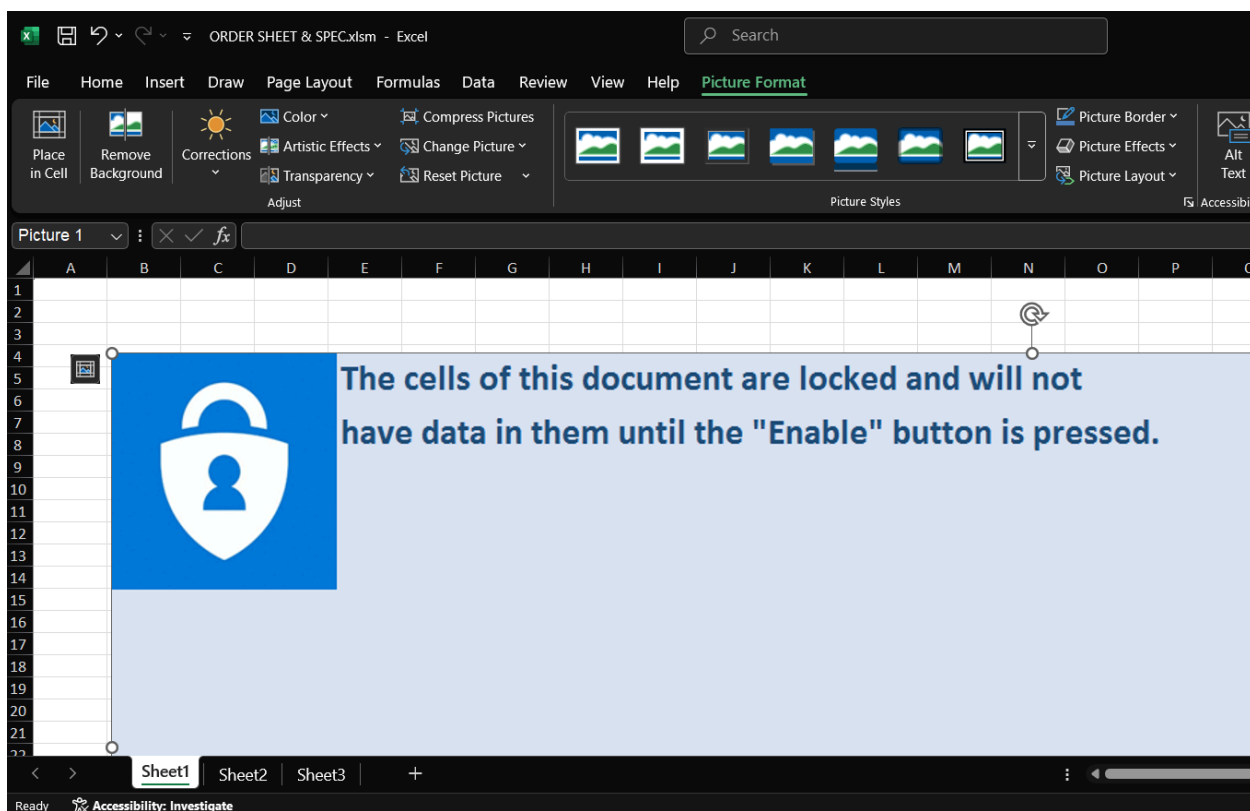 ORDER SHEET & SPEC.xlsm - Excel
Search
File Home Insert Draw Page Layout Formulas Data Review View Help Picture Format
Place in Cell
Remove Background
Corrections
Color
Artistic Effects
Transparency
Compress Pictures
Change Picture
Reset Picture
Adjust
Picture Styles
Picture Border
Picture Effects
Picture Layout
Alt Text
Accessibi
Picture 1
fx
A B C D E F G H I J K L M N O P
1
2
3
4
5
6
7
8
9
10
11
12
13
14
15
16
17
18
19
20
21
22
The cells of this document are locked and will not
have data in them until the "Enable" button is pressed.
Sheet1 Sheet2 Sheet3
Ready Accessibility: Investigate